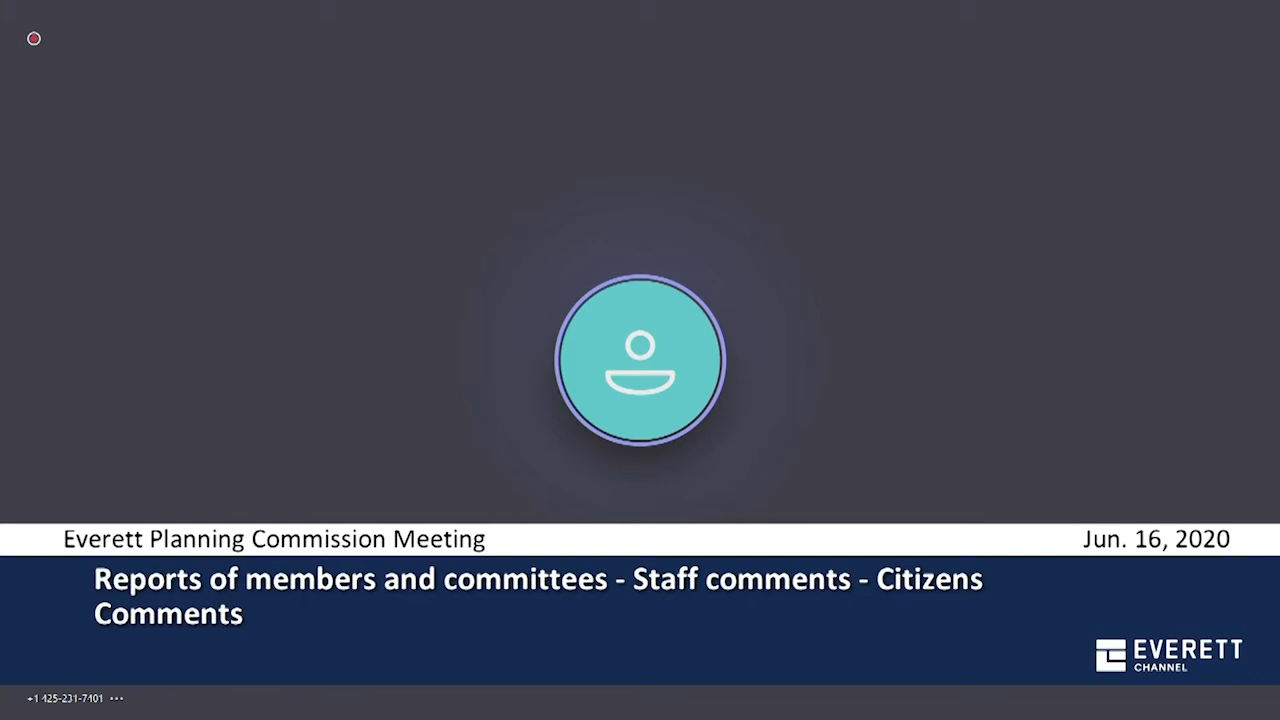 Everett Planning Commission Meeting
Jun. 16, 2020
Reports of members and committees - Staff comments - Citizens
Comments
EVERETT
CHANNEL
+1 425-231-7401 ···